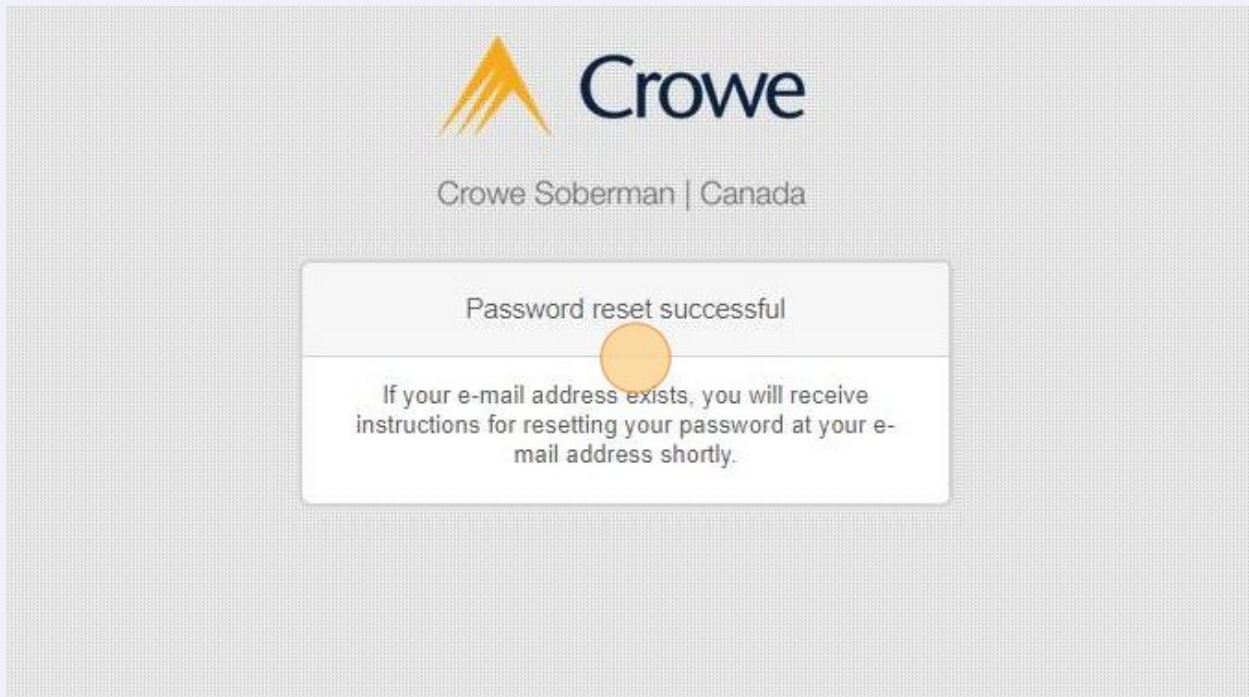 Crowe
Crowe Soberman | Canada
Password reset successful
If your e-mail address exists, you will receive
instructions for resetting your password at your e-
mail address shortly.